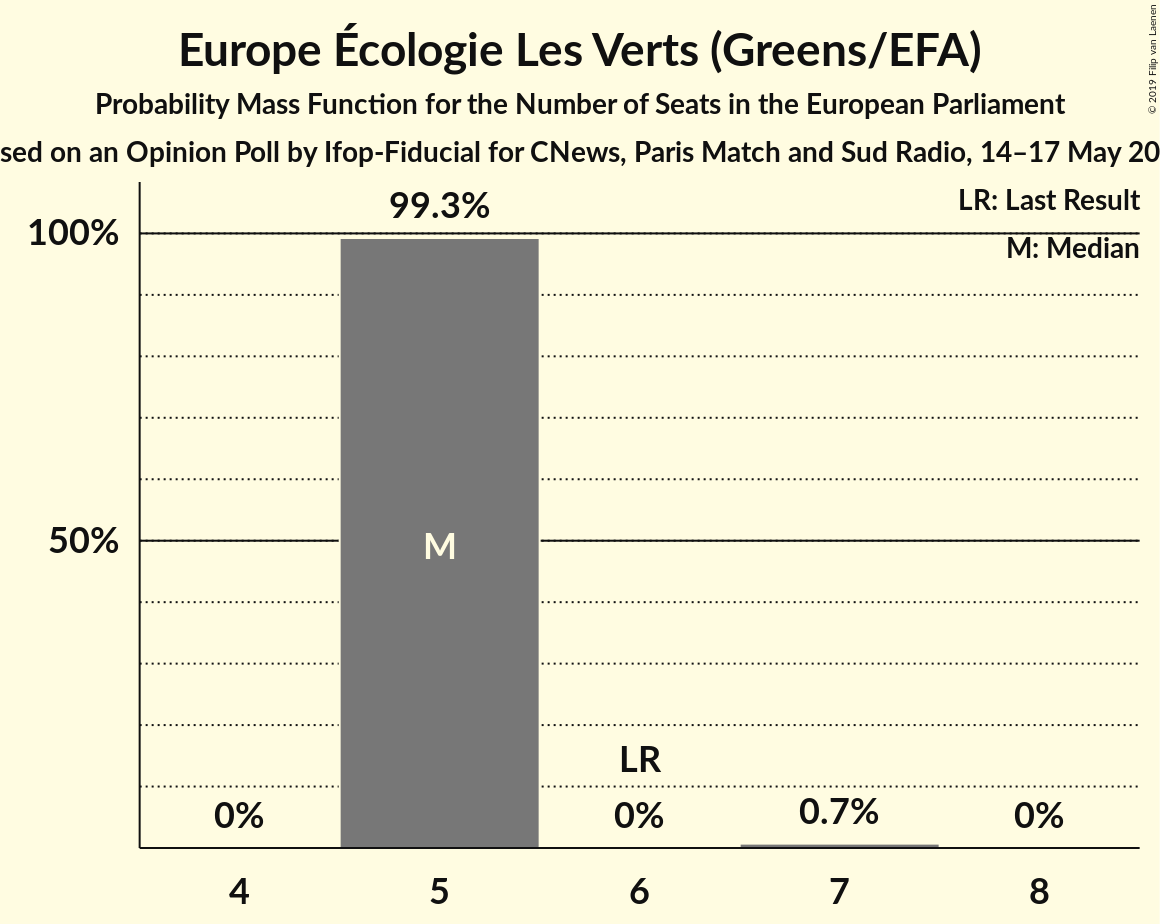 Europe Écologie Les Verts (Greens/EFA)
Probability Mass Function for the Number of Seats in the European Parliament
sed on an Opinion Poll by Ifop-Fiducial for CNews, Paris Match and Sud Radio, 14–17 May 20
© 2019 Filip van Laenen
LR: Last Result
M: Median
99.3%
100%
50%
M
LR
0%
0%
0.7%
0%
4 5 6 7 8